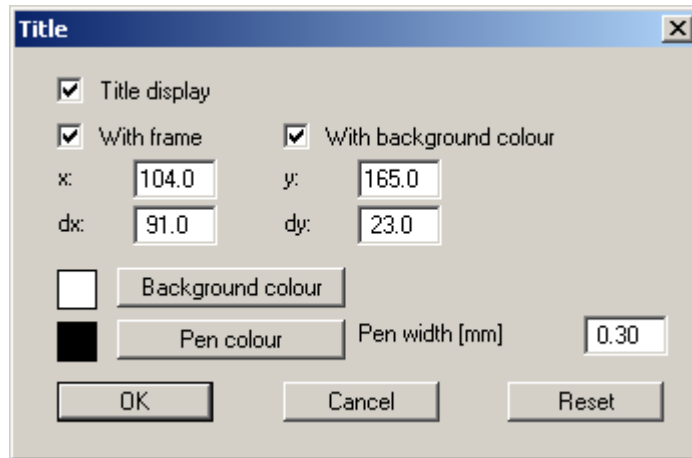 Title
Title display
With frame With background colour
x: 104.0 y: 165.0
dx: 91.0 dy: 23.0
Background colour
Pen colour Pen width [mm] 0.30
OK Cancel Reset